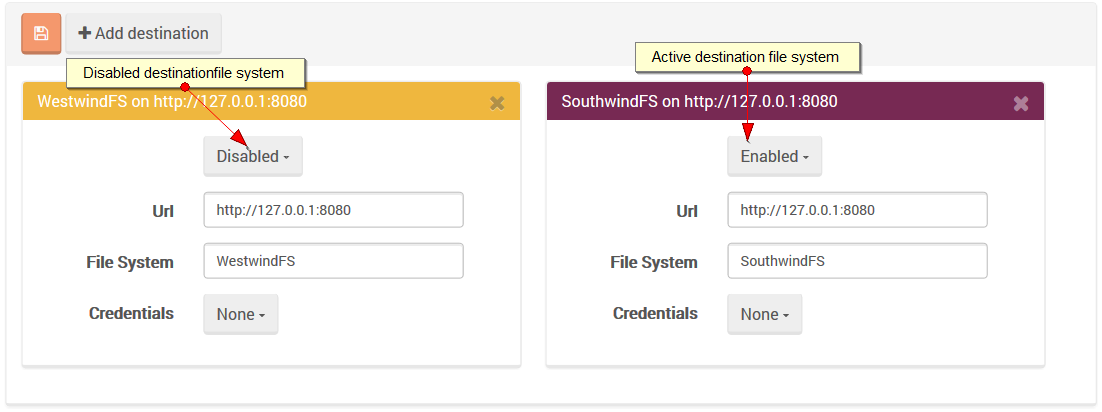 Add destination
Disabled destinationfile system
Active destination file system
WestwindFS on http://127.0.0.1:8080
Disabled
Url
http://127.0.0.1:8080
File System
WestwindFS
Credentials
None
SouthwindFS on http://127.0.0.1:8080
Enabled
Url
http://127.0.0.1:8080
File System
SouthwindFS
Credentials
None